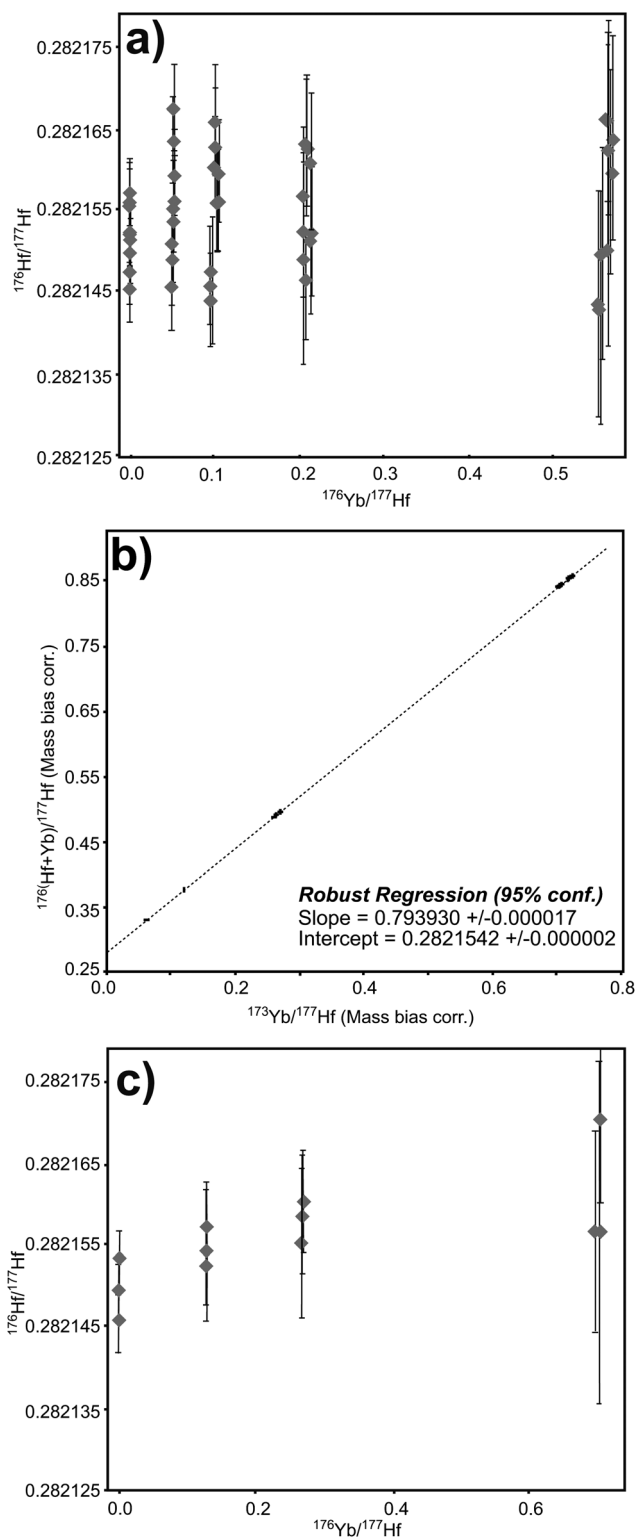 a)
0.282175
0.282165
0.282155
0.282145
0.282135
0.282125
176Hf/177Hf
0.0 0.1 0.2 0.3 0.4 0.5
176Yb/177Hf
b)
0.85
0.75
0.65
0.55
0.45
0.35
0.25
176(Hf+Yb)/177Hf (Mass bias corr.)
Robust Regression (95% conf.)
Slope = 0.793930 +/-0.000017
Intercept = 0.2821542 +/-0.000002
0.0 0.2 0.4 0.6 0.8
173Yb/177Hf (Mass bias corr.)
c)
0.282175
0.282165
0.282155
0.282145
0.282135
0.282125
176Hf/177Hf
0.0 0.2 0.4 0.6
176Yb/177Hf